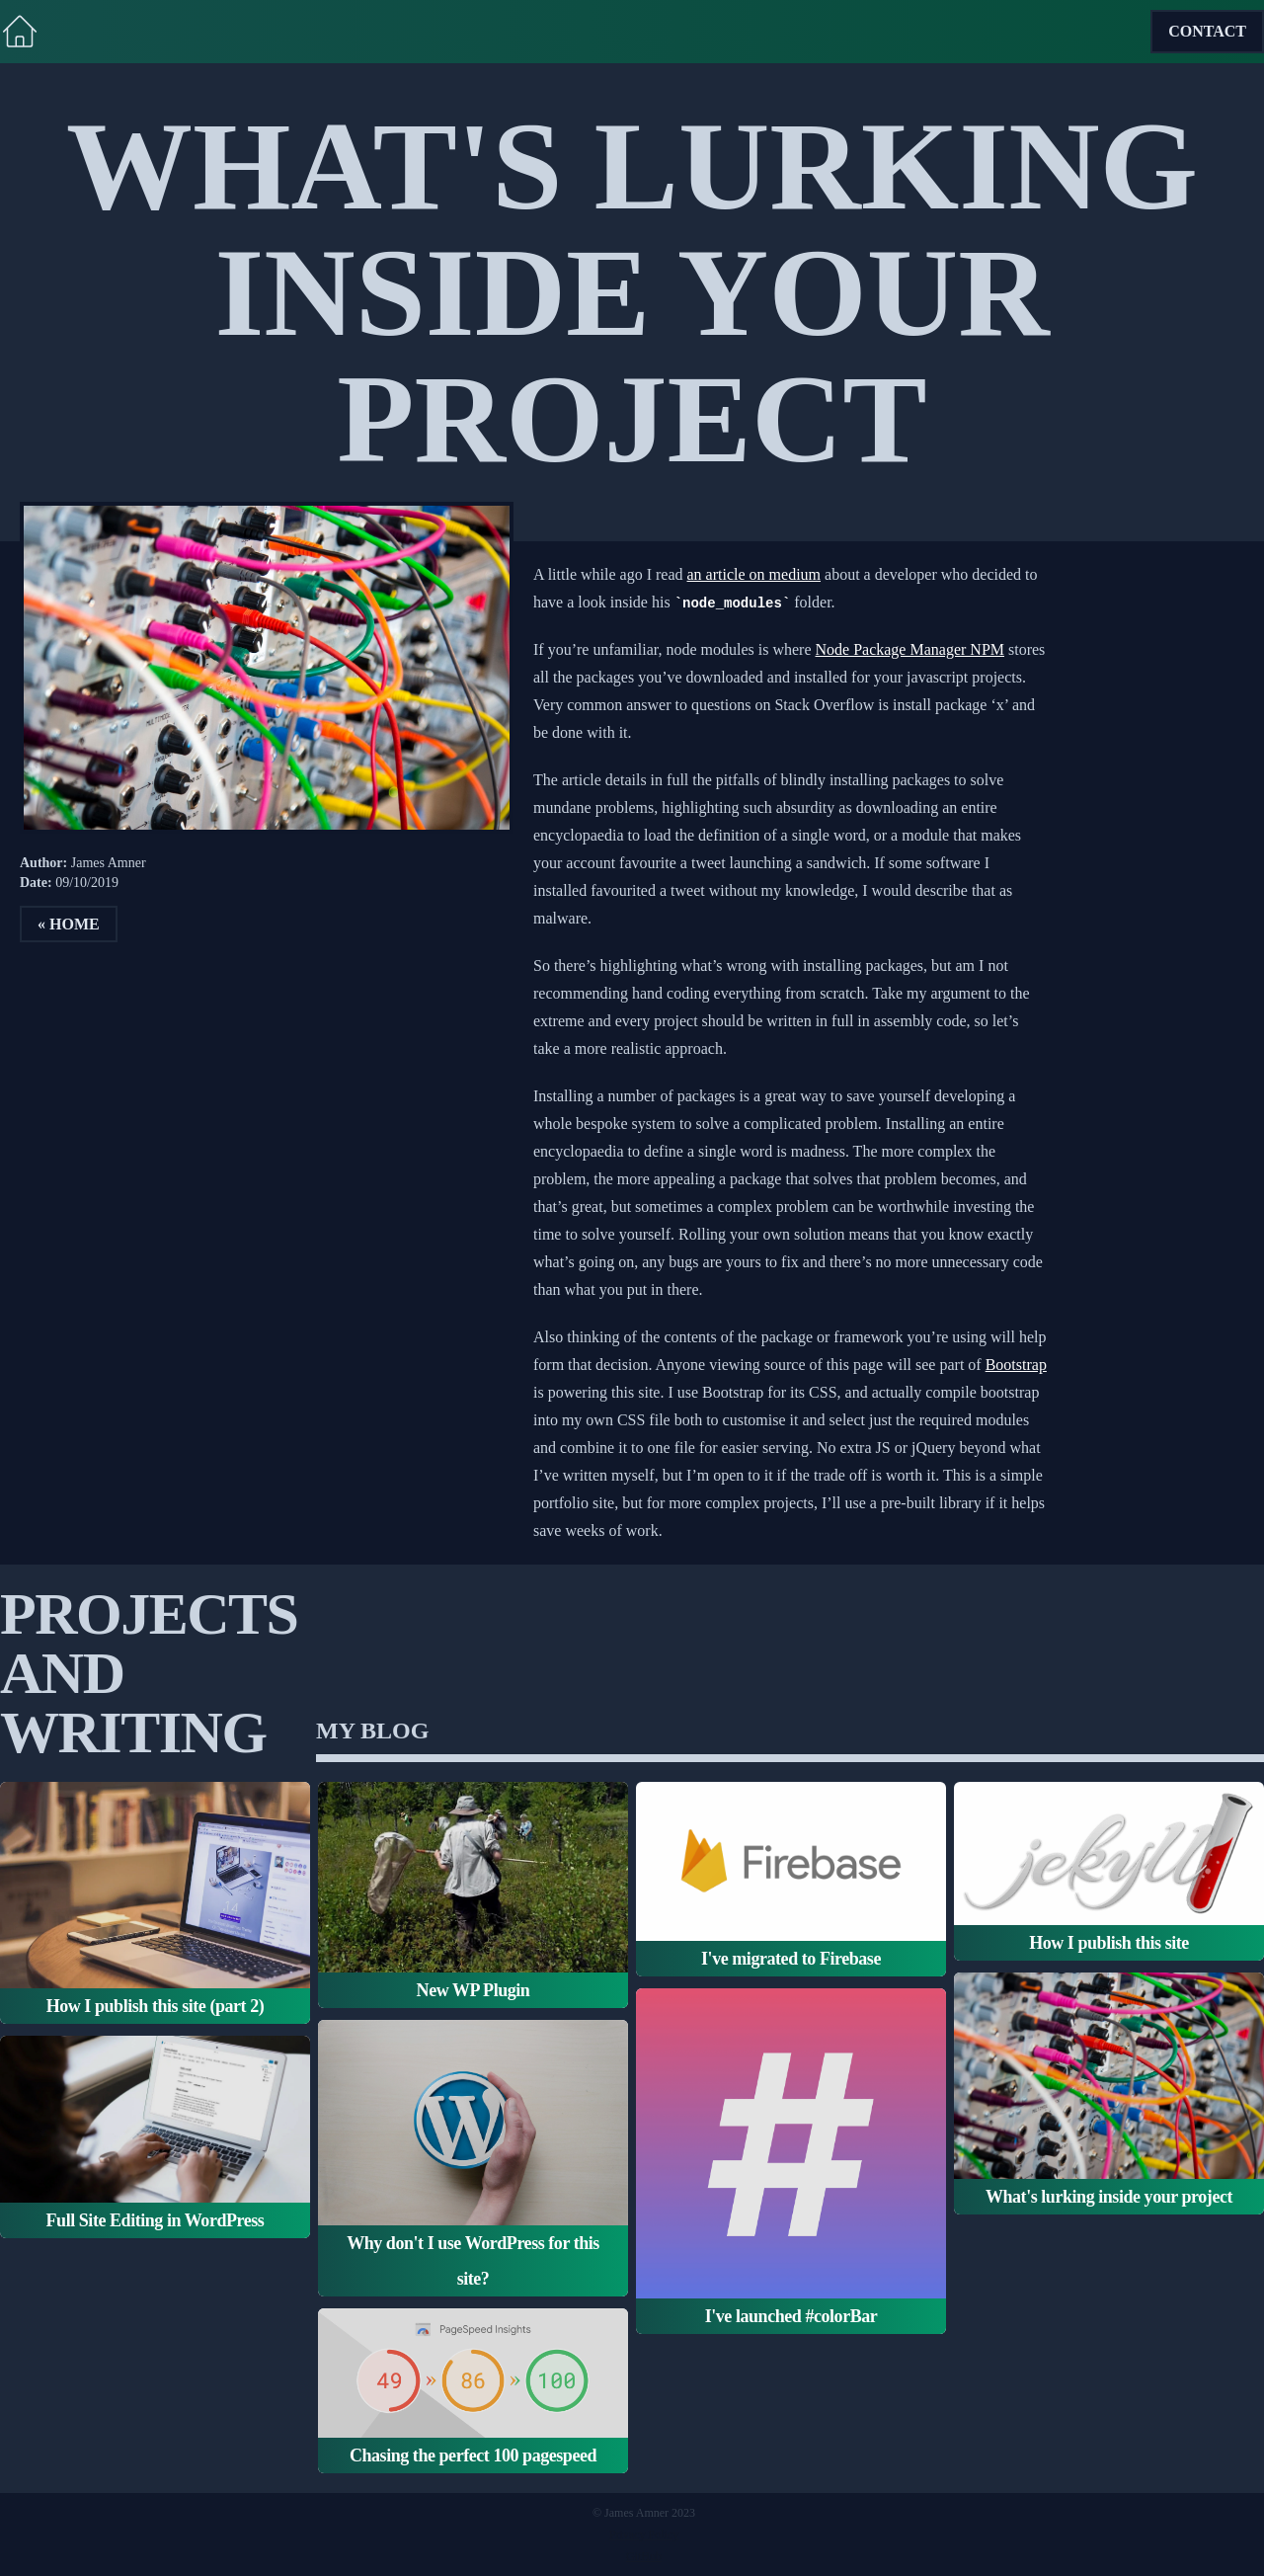 CONTACT
WHAT'S LURKING
INSIDE YOUR
PROJECT
A little while ago I read an article on medium about a developer who decided to
have a look inside his `node_modules` folder.
If you’re unfamiliar, node modules is where Node Package Manager NPM stores
all the packages you’ve downloaded and installed for your javascript projects.
Very common answer to questions on Stack Overflow is install package ‘x’ and
be done with it.
The article details in full the pitfalls of blindly installing packages to solve
mundane problems, highlighting such absurdity as downloading an entire
encyclopaedia to load the definition of a single word, or a module that makes
your account favourite a tweet launching a sandwich. If some software I
installed favourited a tweet without my knowledge, I would describe that as
malware.
Author: James Amner
Date: 09/10/2019
« HOME
So there’s highlighting what’s wrong with installing packages, but am I not
recommending hand coding everything from scratch. Take my argument to the
extreme and every project should be written in full in assembly code, so let’s
take a more realistic approach.
Installing a number of packages is a great way to save yourself developing a
whole bespoke system to solve a complicated problem. Installing an entire
encyclopaedia to define a single word is madness. The more complex the
problem, the more appealing a package that solves that problem becomes, and
that’s great, but sometimes a complex problem can be worthwhile investing the
time to solve yourself. Rolling your own solution means that you know exactly
what’s going on, any bugs are yours to fix and there’s no more unnecessary code
than what you put in there.
Also thinking of the contents of the package or framework you’re using will help
form that decision. Anyone viewing source of this page will see part of Bootstrap
is powering this site. I use Bootstrap for its CSS, and actually compile bootstrap
into my own CSS file both to customise it and select just the required modules
and combine it to one file for easier serving. No extra JS or jQuery beyond what
I’ve written myself, but I’m open to it if the trade off is worth it. This is a simple
portfolio site, but for more complex projects, I’ll use a pre-built library if it helps
save weeks of work.
PROJECTS
AND
WRITING
MY BLOG
How I publish this site (part 2)
Full Site Editing in WordPress
New WP Plugin
W
Why don't I use WordPress for this
site?
PageSpeed Insights
49 » 86 » 100
Chasing the perfect 100 pagespeed
Firebase
I've migrated to Firebase
#
I've launched #colorBar
jekyll
How I publish this site
What's lurking inside your project
© James Amner 2023